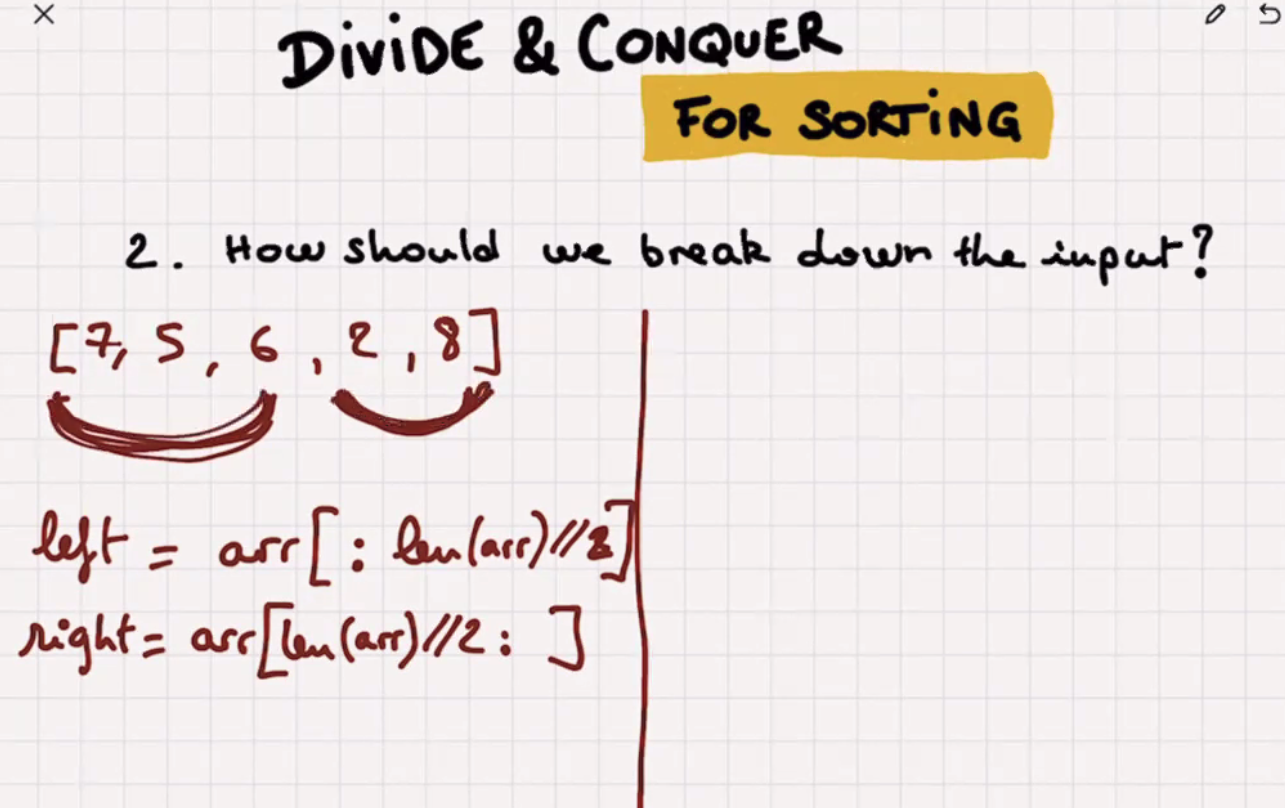 DiViDE & CONQUER
FOR SORTiNG
2. How should we break down the input?
[7, 5, 6, 2, 8]
left = arr[: len(arr)//2]
right = arr[len(arr)//2: ]